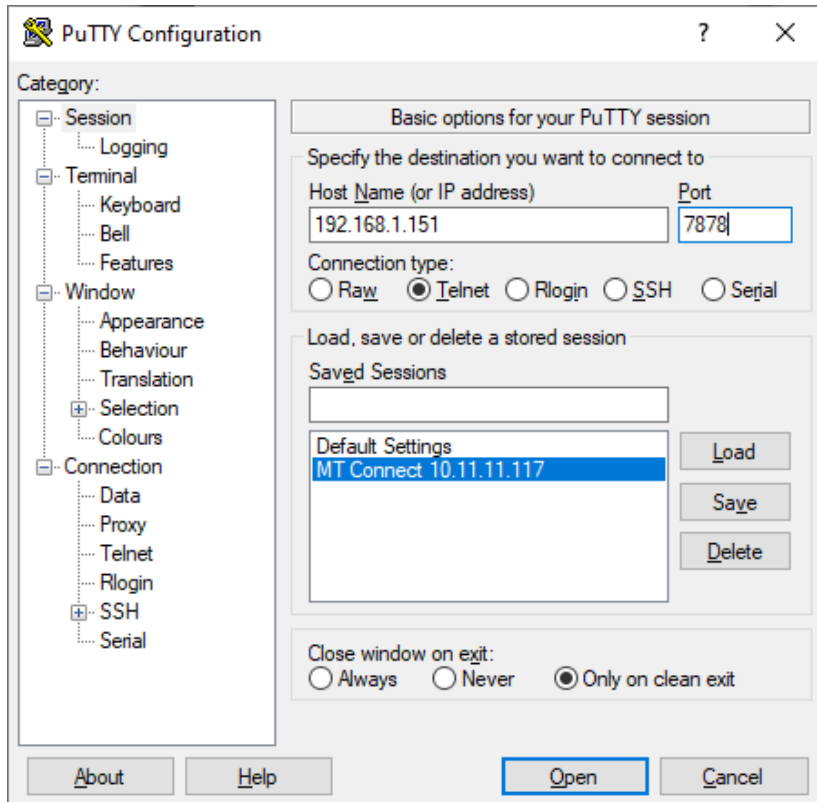 PuTTY Configuration
?
Category:
Session
Logging
Terminal
Keyboard
Bell
Features
Window
Appearance
Behaviour
Translation
Selection
Colours
Connection
Data
Proxy
Telnet
Rlogin
SSH
Serial
Basic options for your PuTTY session
Specify the destination you want to connect to
Host Name (or IP address) Port
192.168.1.151 7878
Connection type:
Raw Telnet Rlogin SSH Serial
Load, save or delete a stored session
Saved Sessions
Default Settings
MT Connect 10.11.11.117
Load
Save
Delete
Close window on exit:
Always Never Only on clean exit
About Help Open Cancel